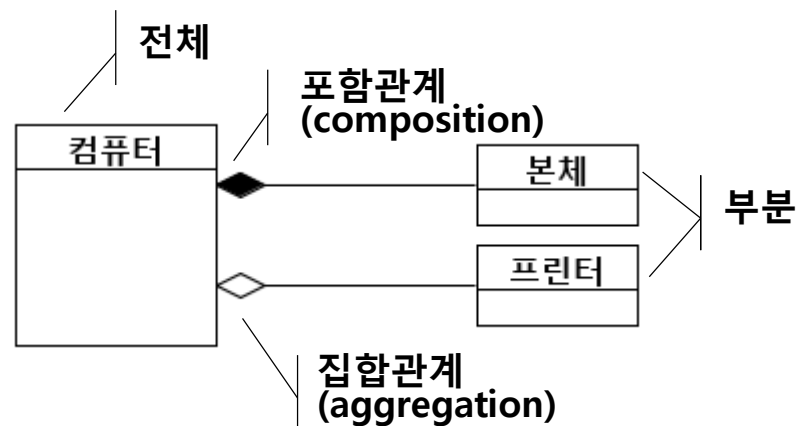 전체
포함관계
(composition)
컴퓨터
본체
부분
프린터
집합관계
(aggregation)